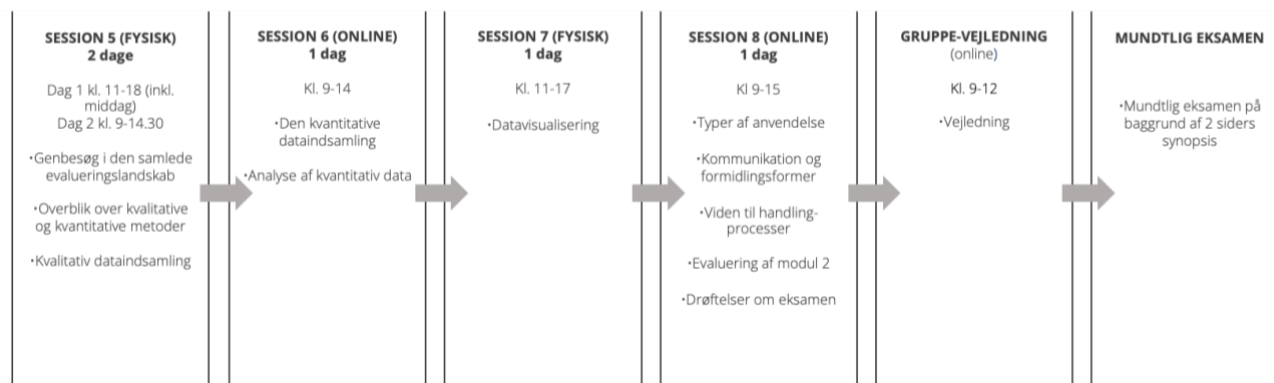 SESSION 5 (FYSISK)
2 dage
Dag 1 kl. 11-18 (inkl.
middag)
Dag 2 kl. 9-14.30
•Genbesøg i den samlede
evalueringslandskab
•Overblik over kvalitative
og kvantitative metoder
•Kvalitativ dataindsamling
SESSION 6 (ONLINE)
1 dag
Kl. 9-14
•Den kvantitative
dataindsamling
•Analyse af kvantitativ data
SESSION 7 (FYSISK)
1 dag
Kl. 11-17
•Datavisualisering
SESSION 8 (ONLINE)
1 dag
Kl 9-15
•Typer af anvendelse
•Kommunikation og
formidlingsformer
•Viden til handling-
processer
•Evaluering af modul 2
•Drøftelser om eksamen
GRUPPE-VEJLEDNING
(online)
Kl. 9-12
•Vejledning
MUNDTLIG EKSAMEN
•Mundtlig eksamen på
baggrund af 2 siders
synopsis